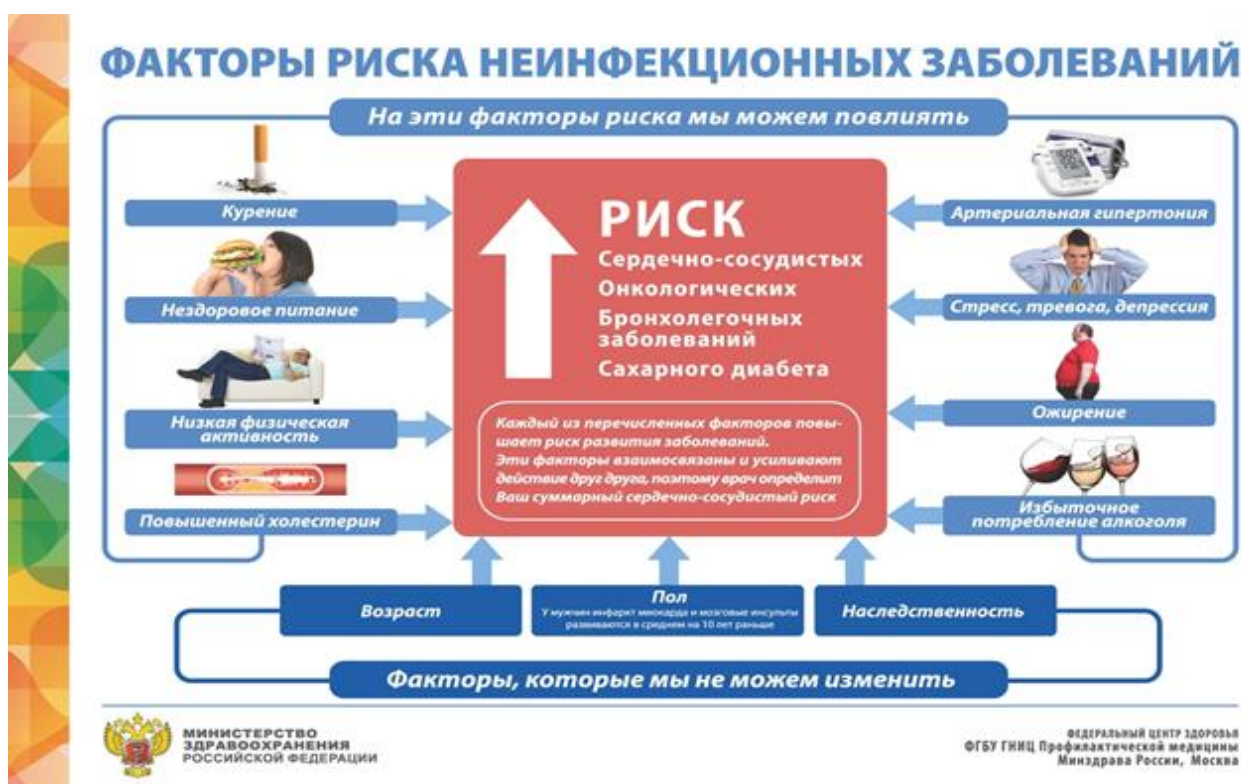 ФАКТОРЫ РИСКА НЕИНФЕКЦИОННЫХ ЗАБОЛЕВАНИЙ
На эти факторы риска мы можем повлиять
Курение
Нездоровое питание
Низкая физическая
активность
Повышенный холестерин
РИСК
Сердечно-сосудистых
Онкологических
Бронхолегочных
заболеваний
Сахарного диабета
Каждый из перечисленных факторов повы-
шает риск развития заболеваний.
Эти факторы взаимосвязаны и усиливают
действие друг друга, поэтому врач определит
Ваш суммарный сердечно-сосудистый риск
Артериальная гипертония
Стресс, тревога, депрессия
Ожирение
Избыточное
потребление алкоголя
Возраст
Пол
У мужчин инфаркт миокарда и мозговые инсульты
развиваются в среднем на 10 лет раньше
Наследственность
Факторы, которые мы не можем изменить
МИНИСТЕРСТВО
ЗДРАВООХРАНЕНИЯ
РОССИЙСКОЙ ФЕДЕРАЦИИ
ФЕДЕРАЛЬНЫЙ ЦЕНТР ЗДОРОВЬЯ
ФГБУ ГНИЦ Профилактической медицины
Минздрава России, Москва